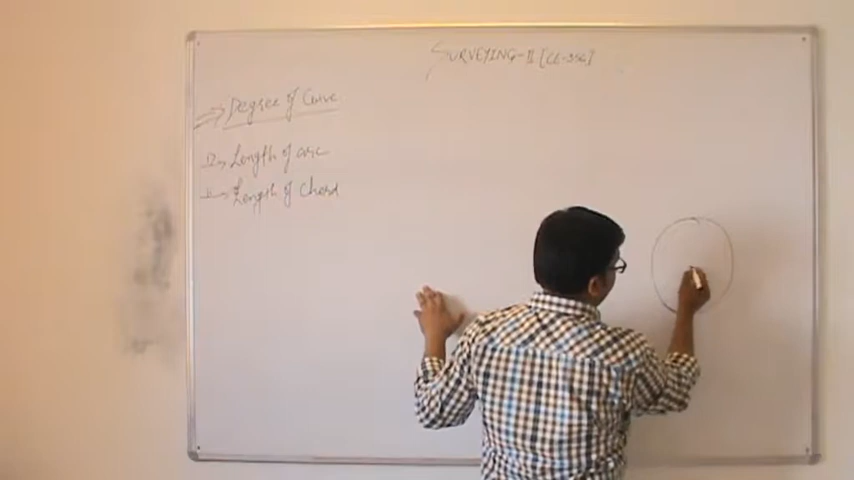 SURVEYING-II [CE-356]
Degree of Curve
Length of arc
Length of Chord